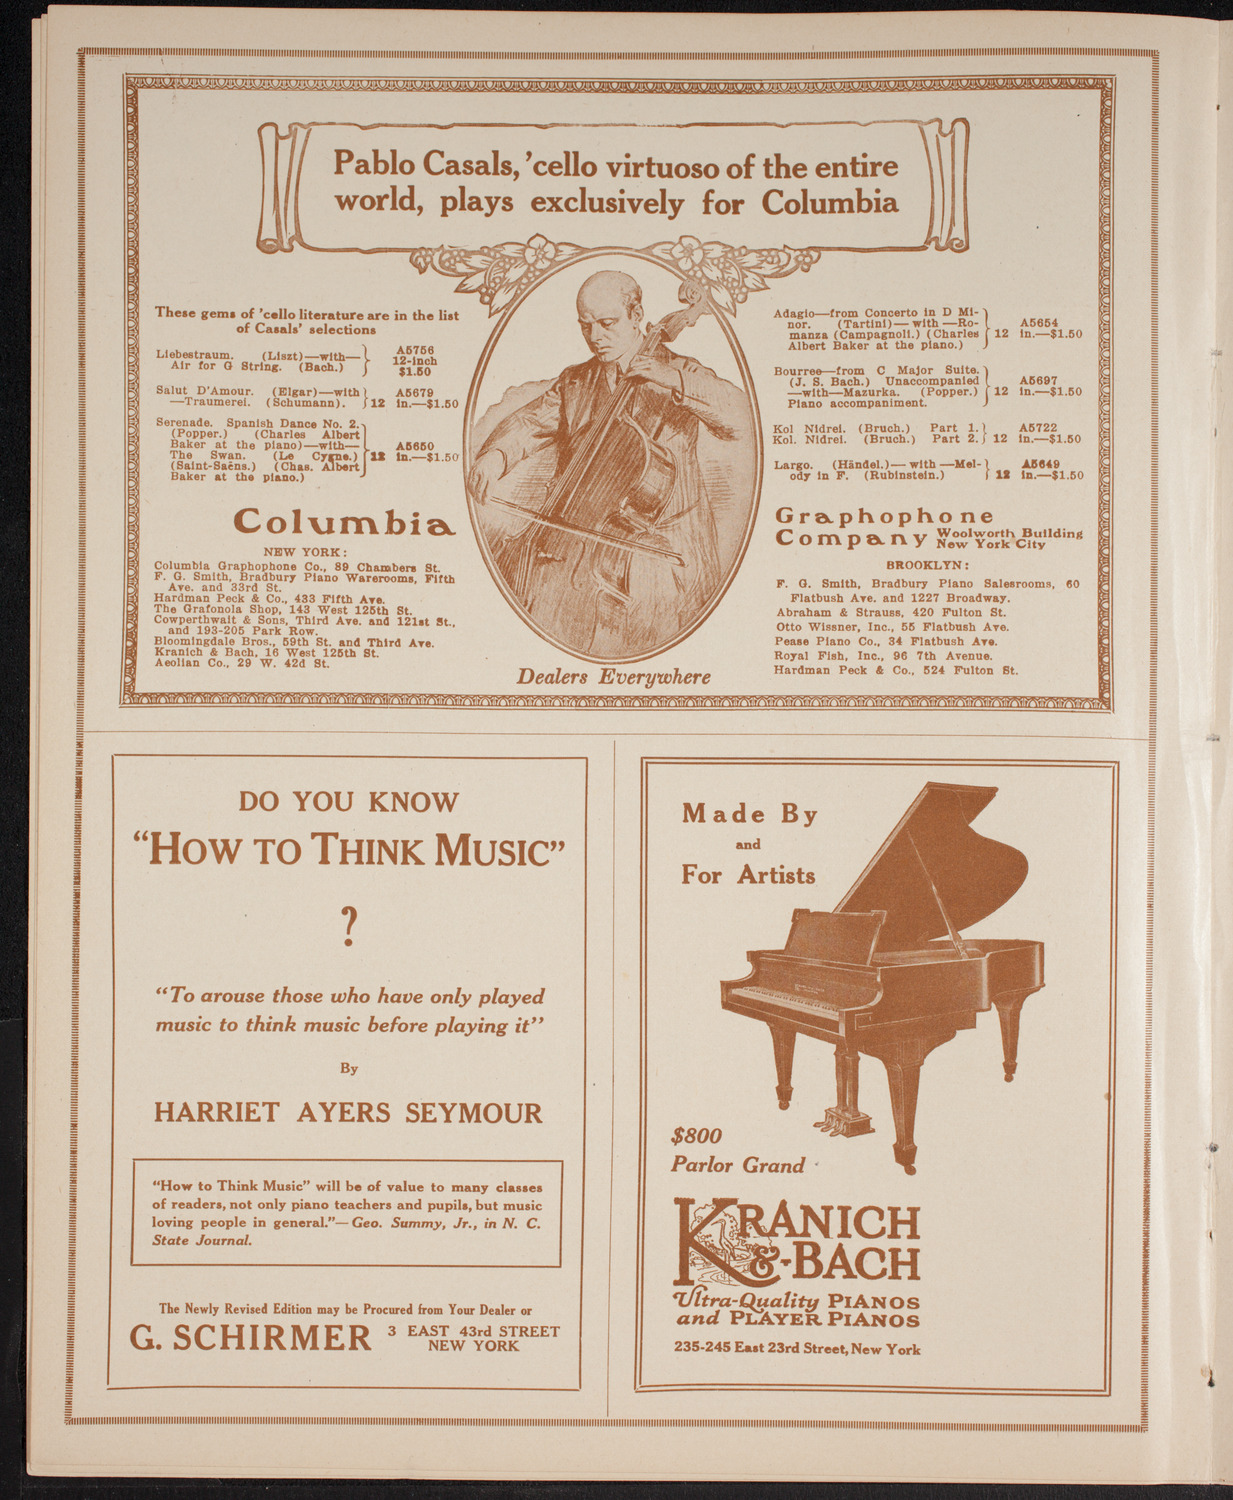 Pablo Casals, 'cello virtuoso of the entire
world, plays exclusively for Columbia
These gems of 'cello literature are in the list
of Casals' selections
Liebestraum. (Liszt)—with—
Air for G String. (Bach.)
A5756
12-inch
$1.50
Salut D'Amour. (Elgar)—with
—Traumerei. (Schumann).
A5679
12 in.—$1.50
Serenade. Spanish Dance No. 2.
(Popper.) (Charles Albert
Baker at the piano)—with—
The Swan. (Le Cygne.)
(Saint-Saëns.) (Chas. Albert
Baker at the piano.)
A5650
12 in.—$1.50
Adagio—from Concerto in D Mi-
nor. (Tartini)—with—Ro-
manza (Campagnoli.) (Charles
Albert Baker at the piano.)
A5654
12 in.—$1.50
Bourree—from C Major Suite.
(J. S. Bach.) Unaccompanied
—with—Mazurka. (Popper.)
Piano accompaniment.
A5697
12 in.—$1.50
Kol Nidrei. (Bruch.) Part 1.
Kol. Nidrei. (Bruch.) Part 2.
A5722
12 in.—$1.50
Largo. (Händel.)—with—Mel-
ody in F. (Rubinstein.)
A5649
12 in.—$1.50
Columbia
Graphophone
Company Woolworth Building
New York City
NEW YORK:
Columbia Graphophone Co., 89 Chambers St.
F. G. Smith, Bradbury Piano Warerooms, Fifth
Ave. and 33rd St.
Hardman Peck & Co., 433 Fifth Ave.
The Grafonola Shop, 143 West 125th St.
Cowperthwait & Sons, Third Ave. and 121st St.,
and 193-205 Park Row.
Bloomingdale Bros., 59th St. and Third Ave.
Kranich & Bach, 16 West 125th St.
Aeolian Co., 29 W. 42d St.
BROOKLYN:
F. G. Smith, Bradbury Piano Salesrooms, 60
Flatbush Ave. and 1227 Broadway.
Abraham & Strauss, 420 Fulton St.
Otto Wissner, Inc., 55 Flatbush Ave.
Pease Piano Co., 34 Flatbush Ave.
Royal Fish, Inc., 96 7th Avenue.
Hardman Peck & Co., 524 Fulton St.
Dealers Everywhere
DO YOU KNOW
"HOW TO THINK MUSIC"
?
"To arouse those who have only played
music to think music before playing it"
By
HARRIET AYERS SEYMOUR
"How to Think Music" will be of value to many classes
of readers, not only piano teachers and pupils, but music
loving people in general."—Geo. Summy, Jr., in N. C.
State Journal.
The Newly Revised Edition may be Procured from Your Dealer or
G. SCHIRMER 3 EAST 43rd STREET
NEW YORK
Made By
and
For Artists
$800
Parlor Grand
KRANICH
&-BACH
Ultra-Quality PIANOS
and PLAYER PIANOS
235-245 East 23rd Street, New York